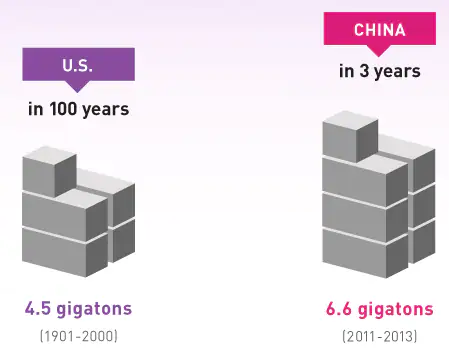 U.S.
in 100 years
4.5 gigatons
(1901-2000)
CHINA
in 3 years
6.6 gigatons
(2011-2013)